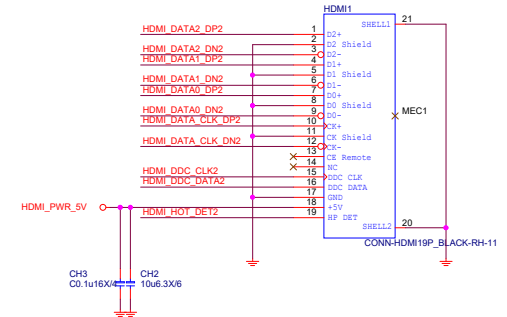 HDMI1
HDMI_DATA2_DP2 1 D2+ SHELL1 21
2 D2 Shield
HDMI_DATA2_DN2 3 D2-
HDMI_DATA1_DP2 4 D1+
5 D1 Shield
HDMI_DATA1_DN2 6 D1-
HDMI_DATA0_DP2 7 D0+
8 D0 Shield
HDMI_DATA0_DN2 9 D0-
MEC1
HDMI_DATA_CLK_DP2 10 CK+
11 CK Shield
HDMI_DATA_CLK_DN2 12 CK-
13 CE Remote
14 NC
HDMI_DDC_CLK2 15 DDC CLK
HDMI_DDC_DATA2 16 DDC DATA
17 GND
HDMI_PWR_5V 18 +5V
HDMI_HOT_DET2 19 HP DET
SHELL2 20
CONN-HDMI19P_BLACK-RH-11
CH3 CH2
C0.1u16X/4 10u6.3X/6